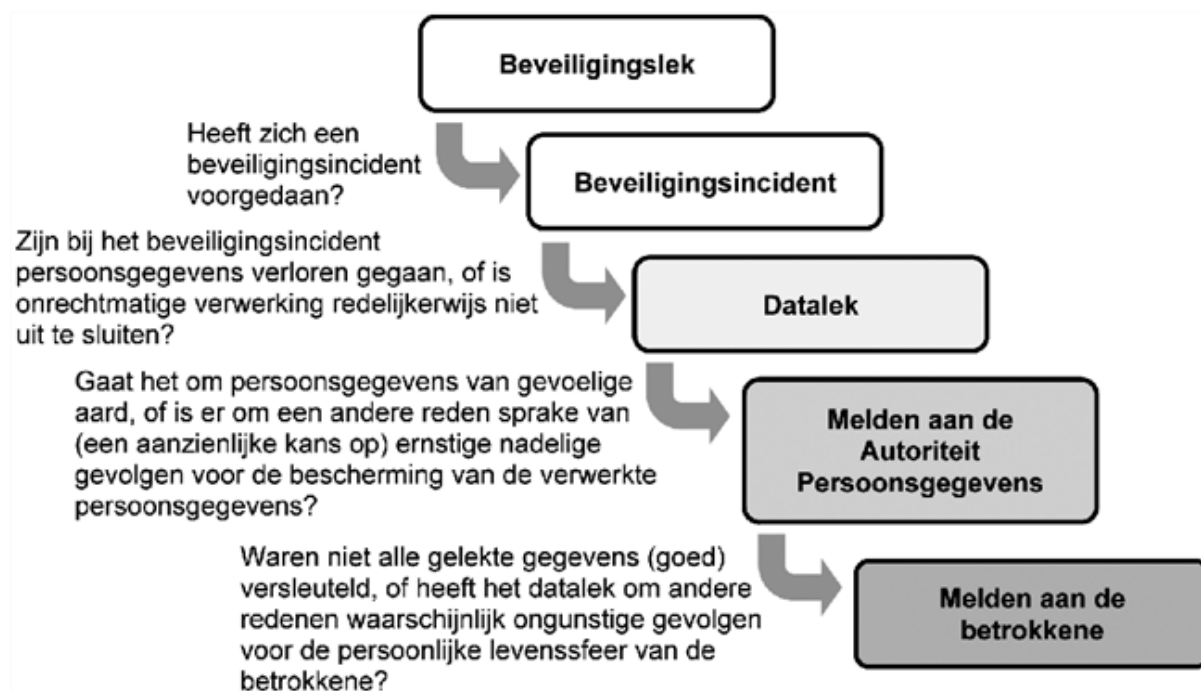 Beveiligingslek
Heeft zich een
beveiligingsincident
voorgedaan?
Beveiligingsincident
Zijn bij het beveiligingsincident
persoonsgegevens verloren gegaan, of is
onrechtmatige verwerking redelijkerwijs niet
uit te sluiten?
Datalek
Gaat het om persoonsgegevens van gevoelige
aard, of is er om een andere reden sprake van
(een aanzienlijke kans op) ernstige nadelige
gevolgen voor de bescherming van de verwerkte
persoonsgegevens?
Melden aan de
Autoriteit
Persoonsgegevens
Waren niet alle gelekte gegevens (goed)
versleuteld, of heeft het datalek om andere
redenen waarschijnlijk ongunstige gevolgen
voor de persoonlijke levenssfeer van de
betrokkene?
Melden aan de
betrokkene